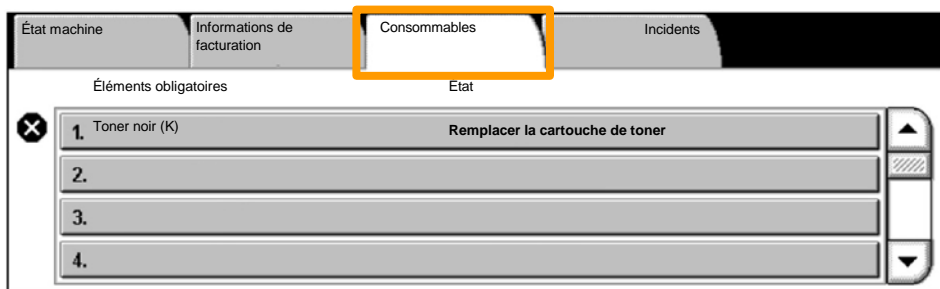 État machine
Informations de
facturation
Consommables
Incidents
Éléments obligatoires
Etat
1. Toner noir (K)
Remplacer la cartouche de toner
2.
3.
4.